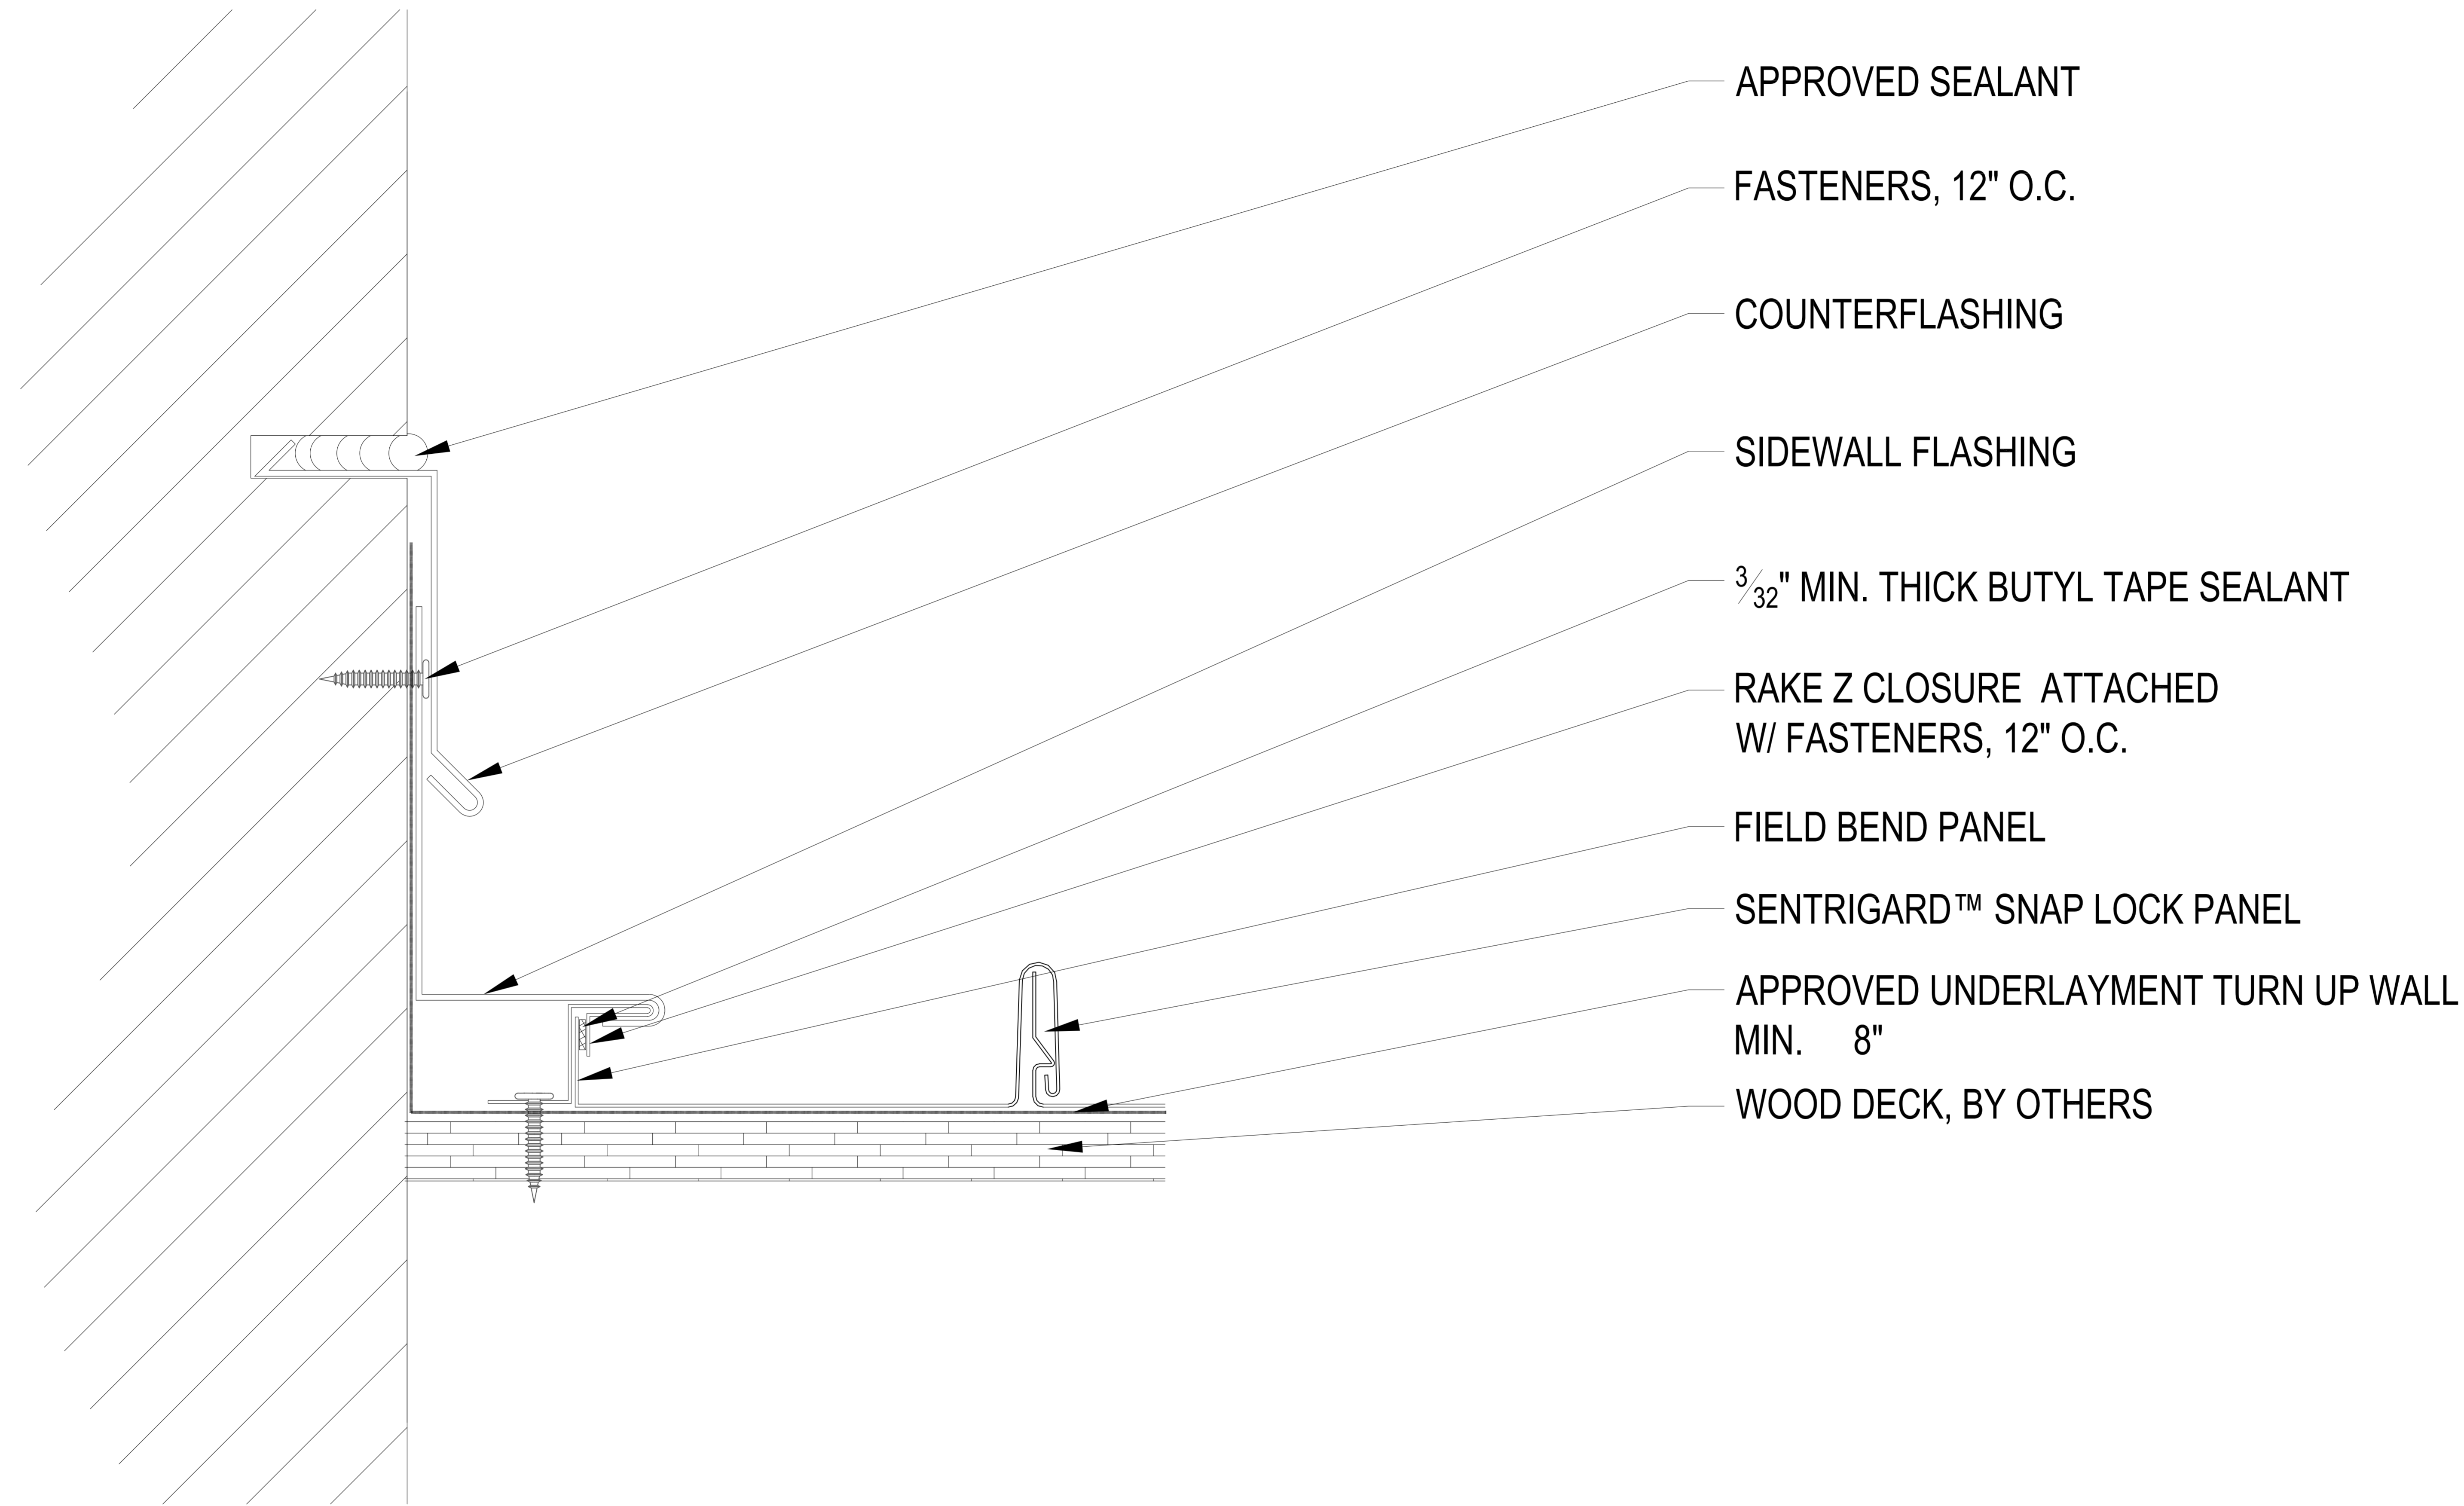 APPROVED SEALANT
FASTENERS, 12" O.C.
COUNTERFLASHING
SIDEWALL FLASHING
3/32" MIN. THICK BUTYL TAPE SEALANT
RAKE Z CLOSURE ATTACHED
W/ FASTENERS, 12" O.C.
FIELD BEND PANEL
SENTRIGARD™ SNAP LOCK PANEL
APPROVED UNDERLAYMENT TURN UP WALL
MIN. 8"
WOOD DECK, BY OTHERS